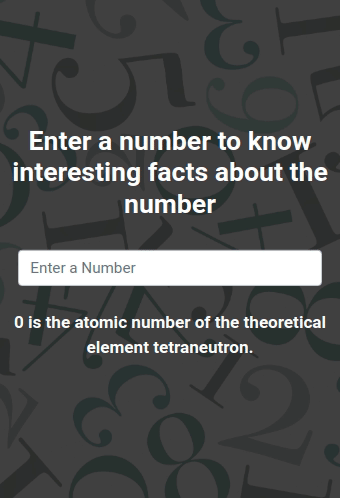 Enter a number to know
interesting facts about the
number
Enter a Number
0 is the atomic number of the theoretical
element tetraneutron.